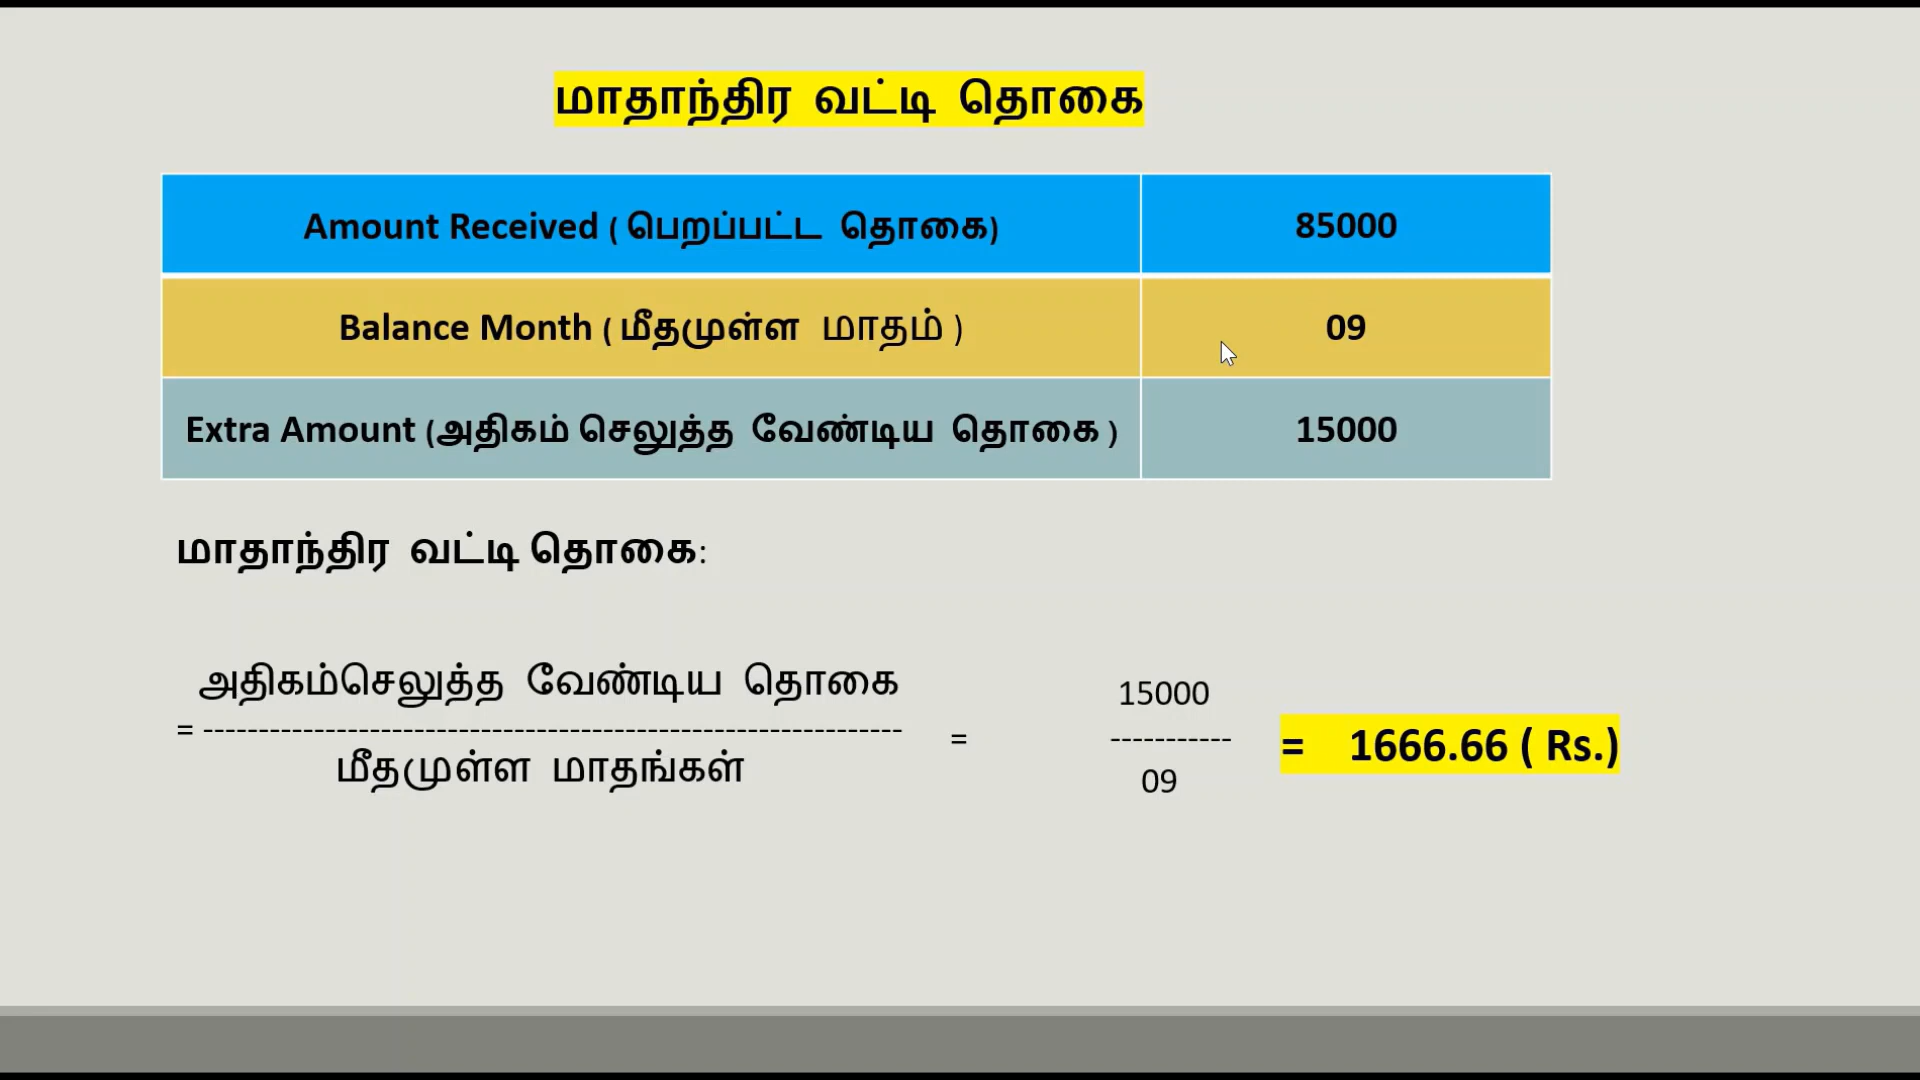 மாதாந்திர வட்டி தொகை
Amount Received ( பெறப்பட்ட தொகை) 85000
Balance Month ( மீதமுள்ள மாதம் ) 09
Extra Amount (அதிகம் செலுத்த வேண்டிய தொகை ) 15000
மாதாந்திர வட்டி தொகை:
அதிகம்செலுத்த வேண்டிய தொகை 15000
= --------------------------------------------------------------- = ----------- = 1666.66 ( Rs.)
மீதமுள்ள மாதங்கள் 09